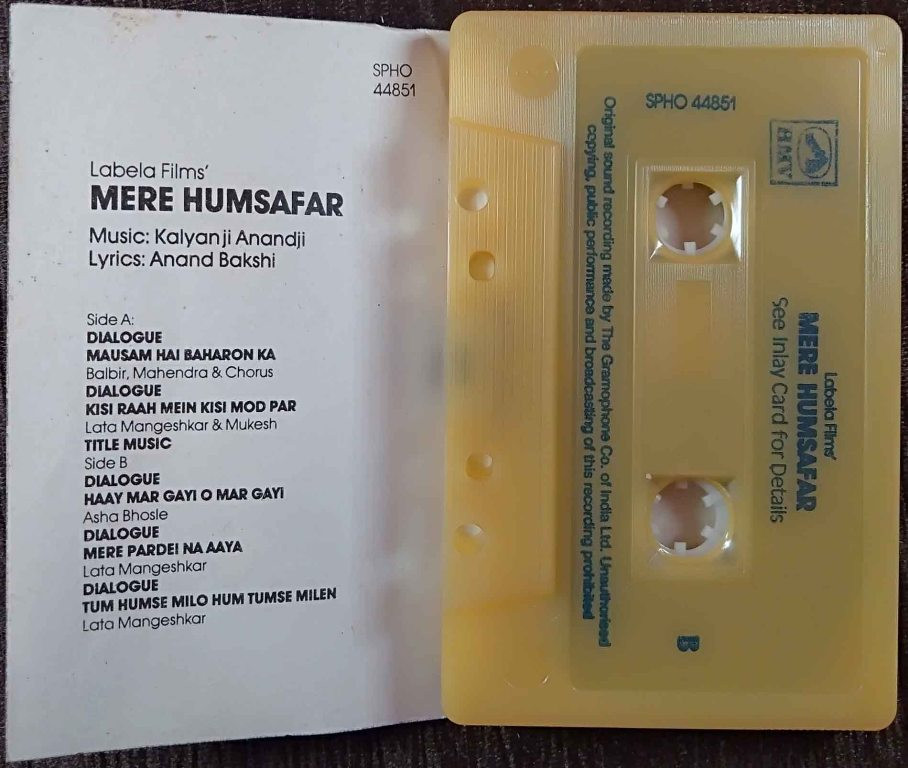 SPHO
44851
Labela Films'
MERE HUMSAFAR
Music: Kalyanji Anandji
Lyrics: Anand Bakshi
Side A:
DIALOGUE
MAUSAM HAI BAHARON KA
Balbir, Mahendra & Chorus
DIALOGUE
KISI RAAH MEIN KISI MOD PAR
Lata Mangeshkar & Mukesh
TITLE MUSIC
Side B
DIALOGUE
HAAY MAR GAYI O MAR GAYI
Asha Bhosle
DIALOGUE
MERE PARDEI NA AAYA
Lata Mangeshkar
DIALOGUE
TUM HUMSE MILO HUM TUMSE MILEN
Lata Mangeshkar
SPHO 44851
HMV
Labela Films'
MERE HUMSAFAR
See Inlay Card for Details
B
Original sound recording made by The Gramophone Co. of India Ltd. Unauthorised
copying, public performance and broadcasting of this recording prohibited